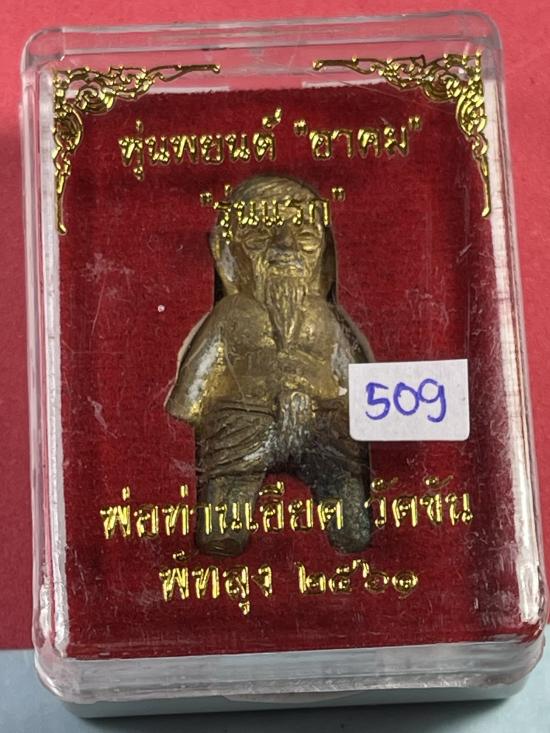 หุ่นพยนต์ "อาคม"
"รุ่นแรก"
509
พ่อท่านเอียด วัดชัน
พัทลุง ๒๕๖๑